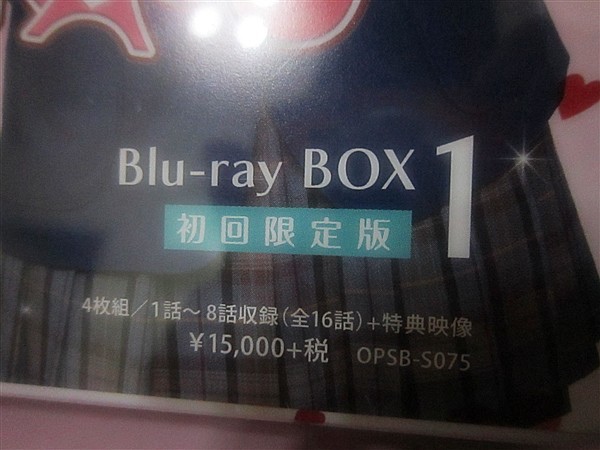 Blu-ray BOX 1
初回限定版
4枚組/1話～8話収録(全16話)+特典映像
¥15,000+税 OPSB-S075